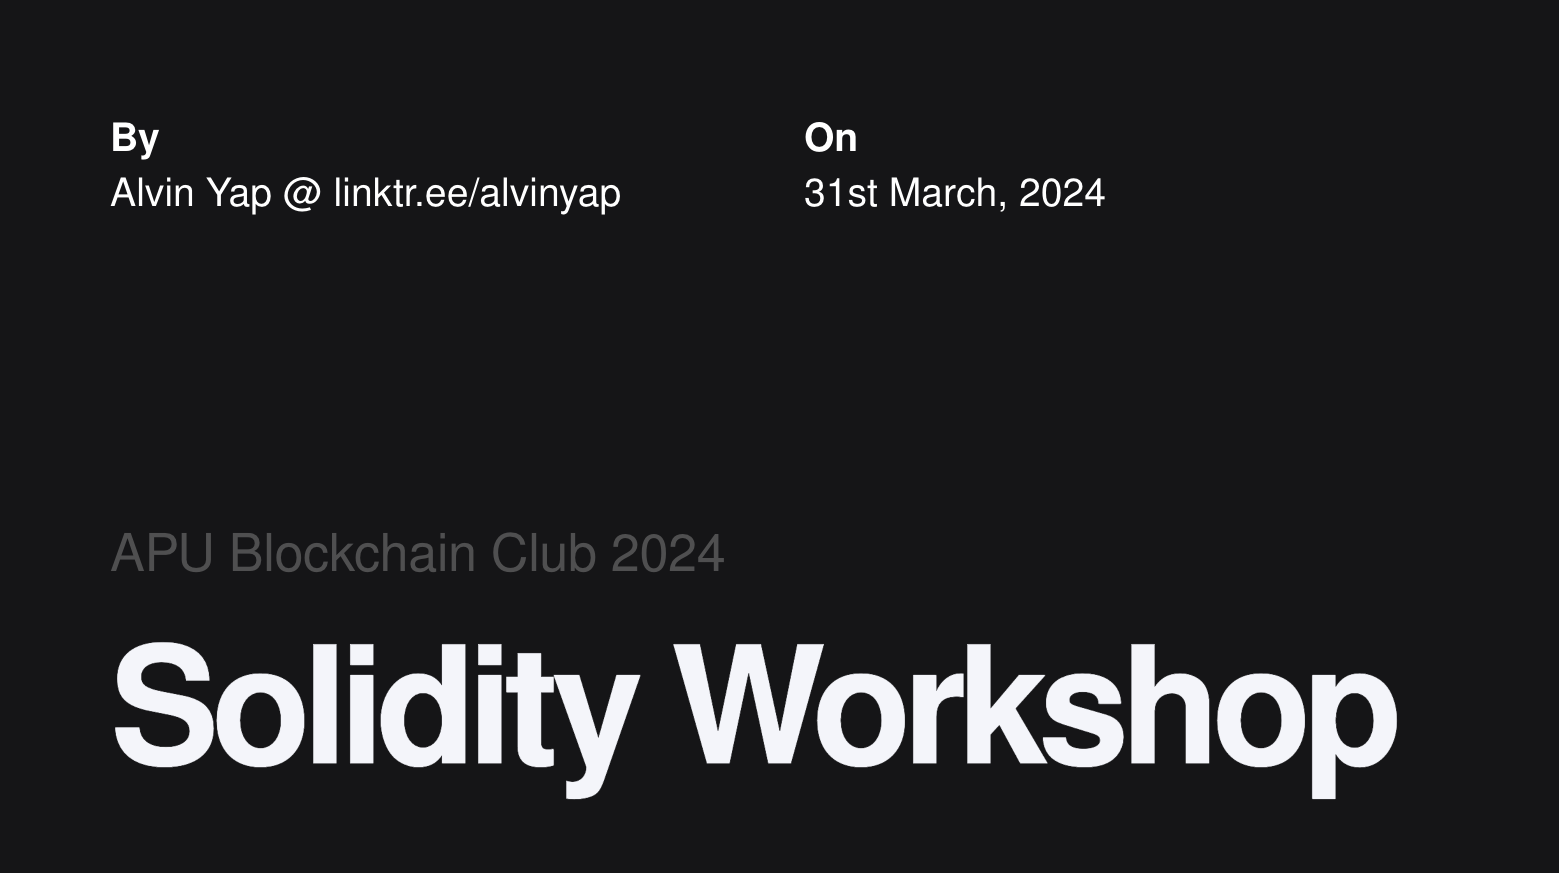 By
Alvin Yap @ linktr.ee/alvinyap
On
31st March, 2024
APU Blockchain Club 2024
Solidity Workshop